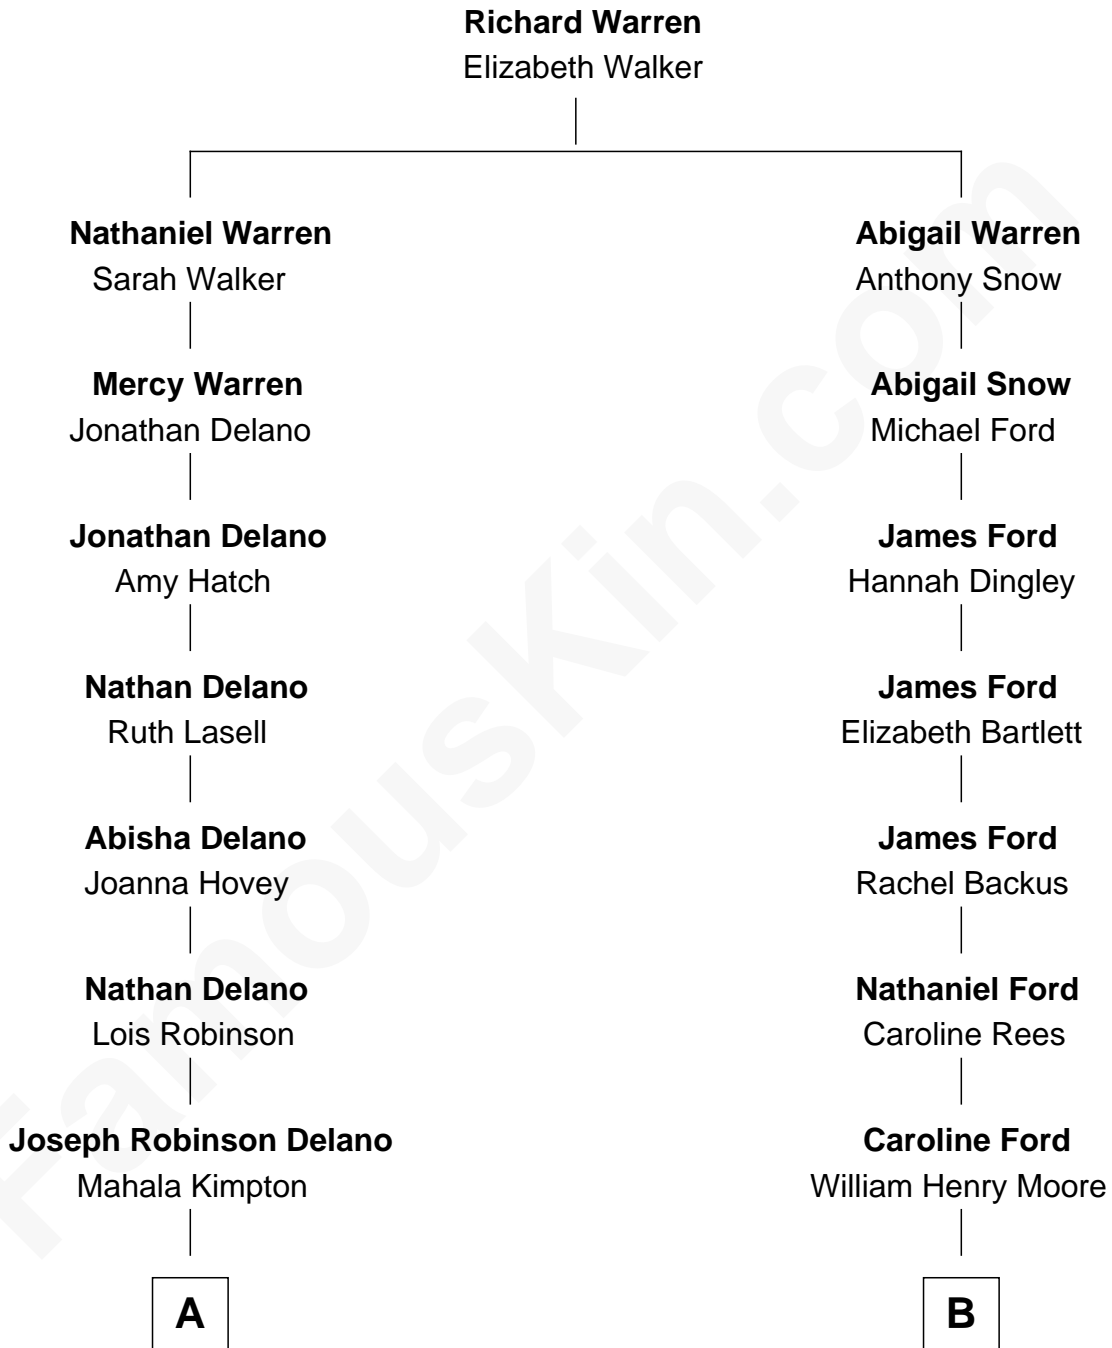 Richard Warren
Elizabeth Walker
Nathaniel Warren
Sarah Walker
Abigail Warren
Anthony Snow
Mercy Warren
Jonathan Delano
Abigail Snow
Michael Ford
Jonathan Delano
Amy Hatch
James Ford
Hannah Dingley
Nathan Delano
Ruth Lasell
James Ford
Elizabeth Bartlett
Abisha Delano
Joanna Hovey
James Ford
Rachel Backus
Nathan Delano
Lois Robinson
Nathaniel Ford
Caroline Rees
Joseph Robinson Delano
Mahala Kimpton
Caroline Ford
William Henry Moore
A
B
FamousKin.com